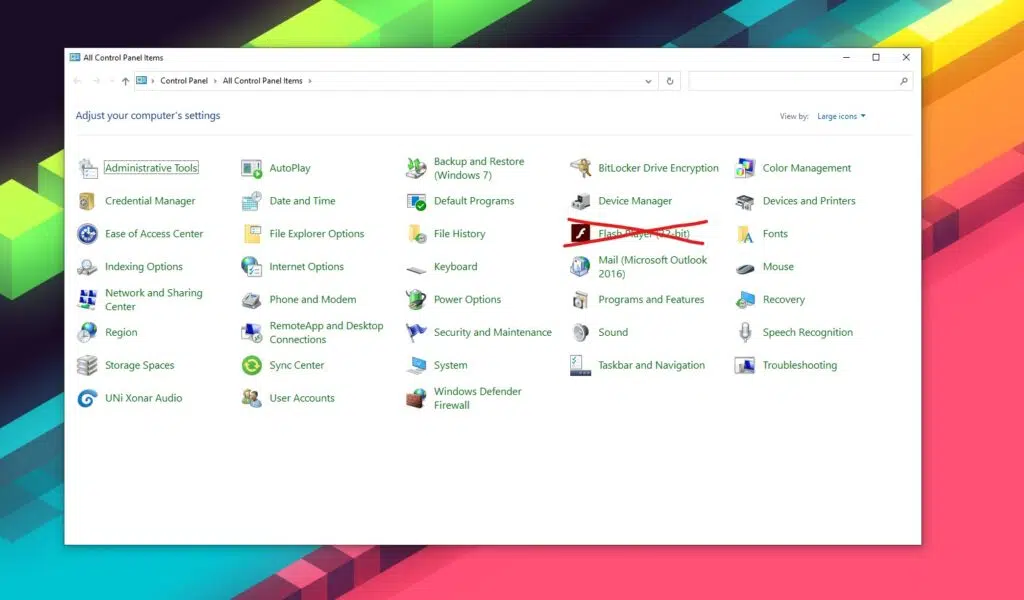 All Control Panel Items
Control Panel › All Control Panel Items ›
Adjust your computer's settings
View by: Large icons
Administrative Tools
AutoPlay
Backup and Restore
(Windows 7)
BitLocker Drive Encryption
Color Management
Credential Manager
Date and Time
Default Programs
Device Manager
Devices and Printers
Ease of Access Center
File Explorer Options
File History
Flash Player (32-bit)
Fonts
Indexing Options
Internet Options
Keyboard
Mail (Microsoft Outlook
2016)
Mouse
Network and Sharing
Center
Phone and Modem
Power Options
Programs and Features
Recovery
Region
RemoteApp and Desktop
Connections
Security and Maintenance
Sound
Speech Recognition
Storage Spaces
Sync Center
System
Taskbar and Navigation
Troubleshooting
UNi Xonar Audio
User Accounts
Windows Defender
Firewall